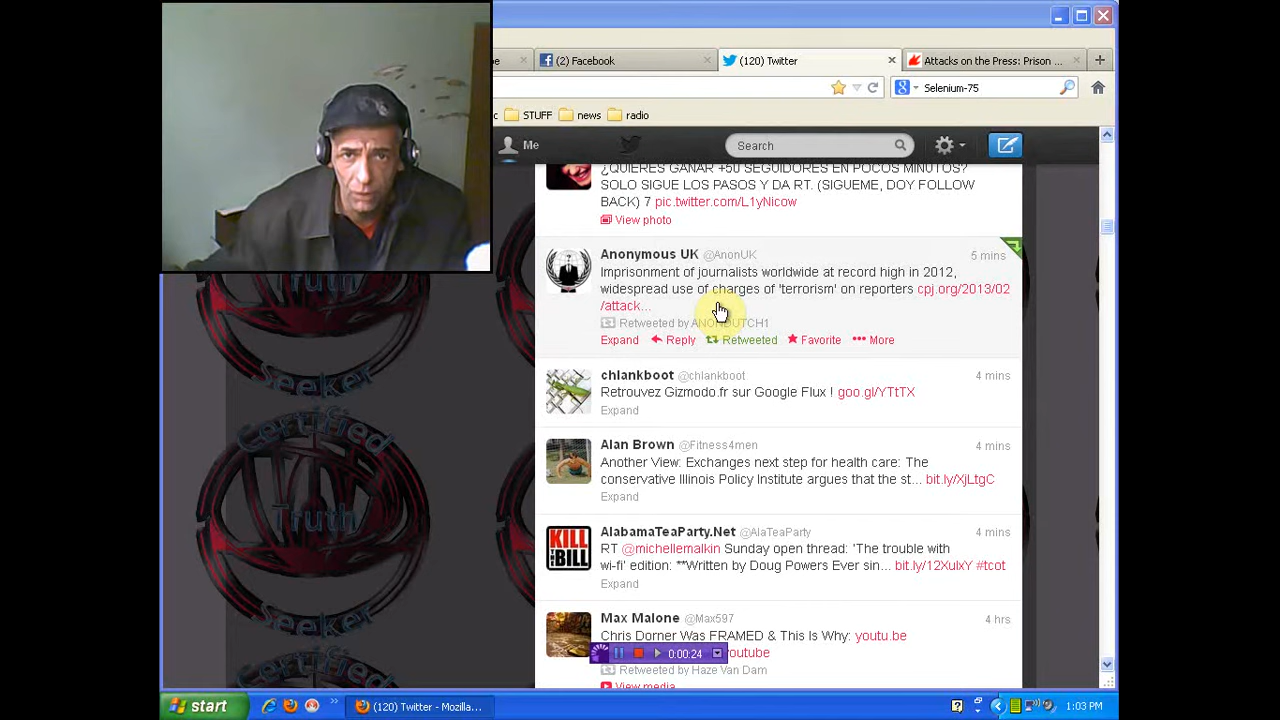 (2) Facebook
(120) Twitter
Attacks on the Press: Prison ...
Selenium-75
STUFF
news
radio
Me
Search
¿QUIERES GANAR +50 SEGUIDORES EN POCOS MINUTOS?
SOLO SIGUE LOS PASOS Y DA RT. (SIGUEME, DOY FOLLOW
BACK) 7 pic.twitter.com/L1yNicow
View photo
Anonymous UK @AnonUK 5 mins
Imprisonment of journalists worldwide at record high in 2012,
widespread use of charges of 'terrorism' on reporters cpj.org/2013/02
/attack...
Retweeted by ANONDUTCH1
Expand Reply Retweeted Favorite More
chlankboot @chlankboot 4 mins
Retrouvez Gizmodo.fr sur Google Flux ! goo.gl/YTtTX
Expand
Alan Brown @Fitness4men 4 mins
Another View: Exchanges next step for health care: The
conservative Illinois Policy Institute argues that the st... bit.ly/XjLtgC
Expand
KILL
THE
BILL
AlabamaTeaParty.Net @AlaTeaParty 4 mins
RT @michellemalkin Sunday open thread: 'The trouble with
wi-fi' edition: **Written by Doug Powers Ever sin... bit.ly/12XulxY #tcot
Expand
Max Malone @Max597 4 hrs
Chris Dorner Was FRAMED & This Is Why: youtu.be
youtube
0:00:24
Retweeted by Haze Van Dam
View media
Truth
Seeker
Certified
Truth
Seeker
start
(120) Twitter - Mozilla...
1:03 PM